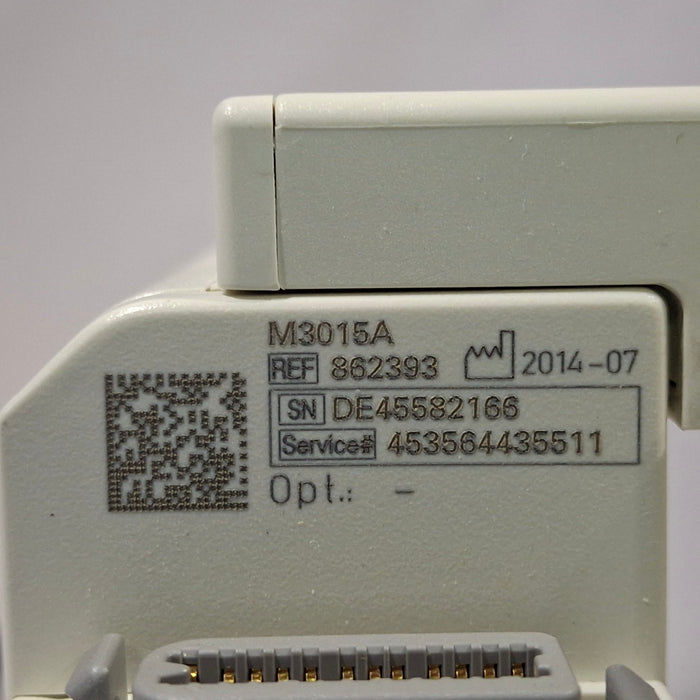 M3015A
REF 862393 2014-07
SN DE45582166
Service# 453564435511
Opt.: -